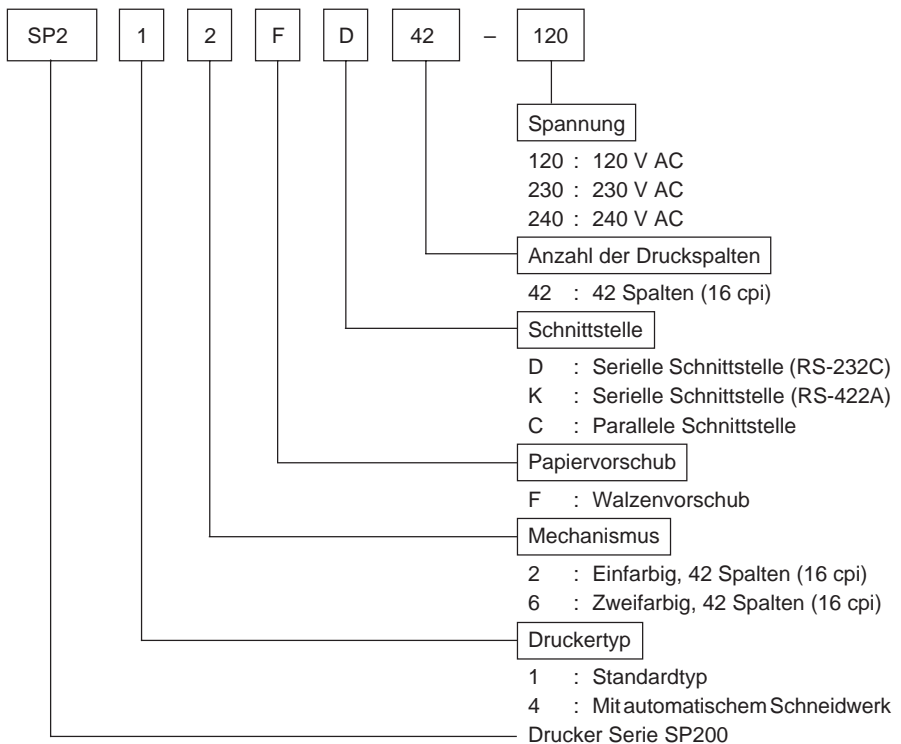 SP2 1 2 F D 42 – 120
Spannung
120 : 120 V AC
230 : 230 V AC
240 : 240 V AC
Anzahl der Druckspalten
42 : 42 Spalten (16 cpi)
Schnittstelle
D : Serielle Schnittstelle (RS-232C)
K : Serielle Schnittstelle (RS-422A)
C : Parallele Schnittstelle
Papiervorschub
F : Walzenvorschub
Mechanismus
2 : Einfarbig, 42 Spalten (16 cpi)
6 : Zweifarbig, 42 Spalten (16 cpi)
Druckertyp
1 : Standardtyp
4 : Mit automatischem Schneidwerk
Drucker Serie SP200